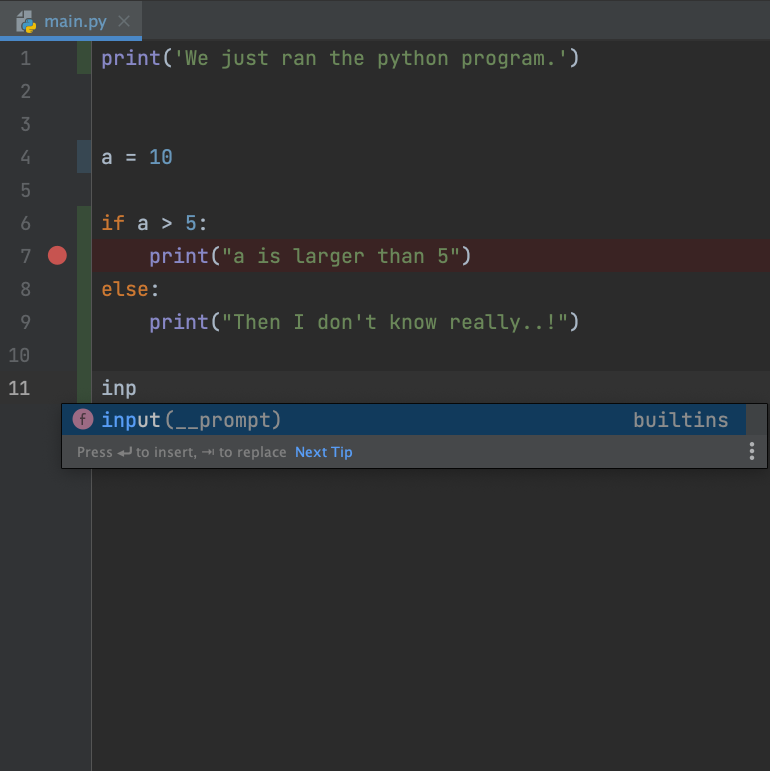 main.py
1 print('We just ran the python program.')
2
3
4 a = 10
5
6 if a > 5:
7 print("a is larger than 5")
8 else:
9 print("Then I don't know really..!")
10
11 inp
f input(__prompt) builtins
Press ↵ to insert, ⇥ to replace Next Tip